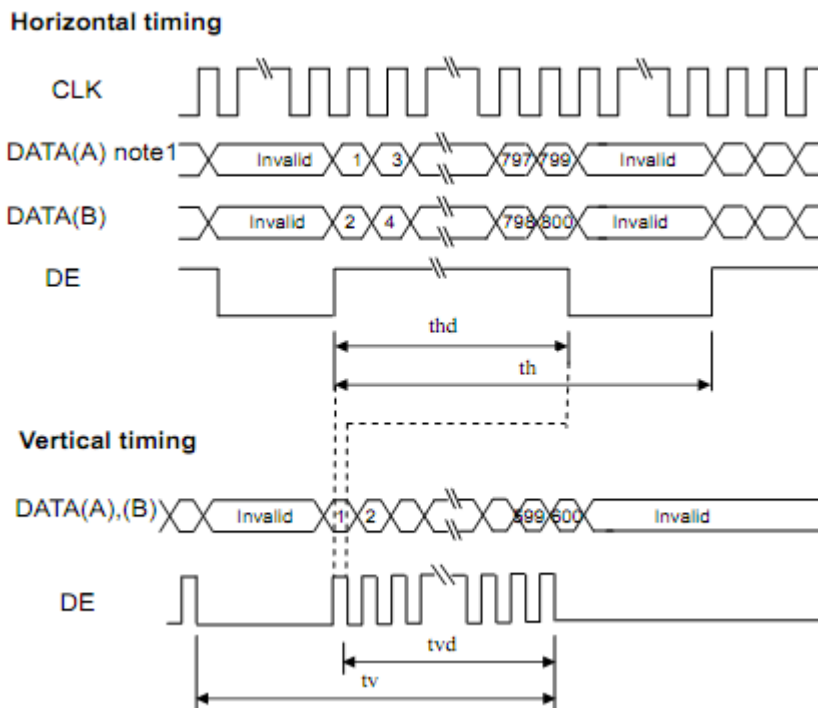 Horizontal timing
CLK
DATA(A) note1 Invalid 1 3 797 799 Invalid
DATA(B) Invalid 2 4 798 800 Invalid
DE
thd
th
Vertical timing
DATA(A),(B) Invalid 1 2 599 600 Invalid
DE
tvd
tv